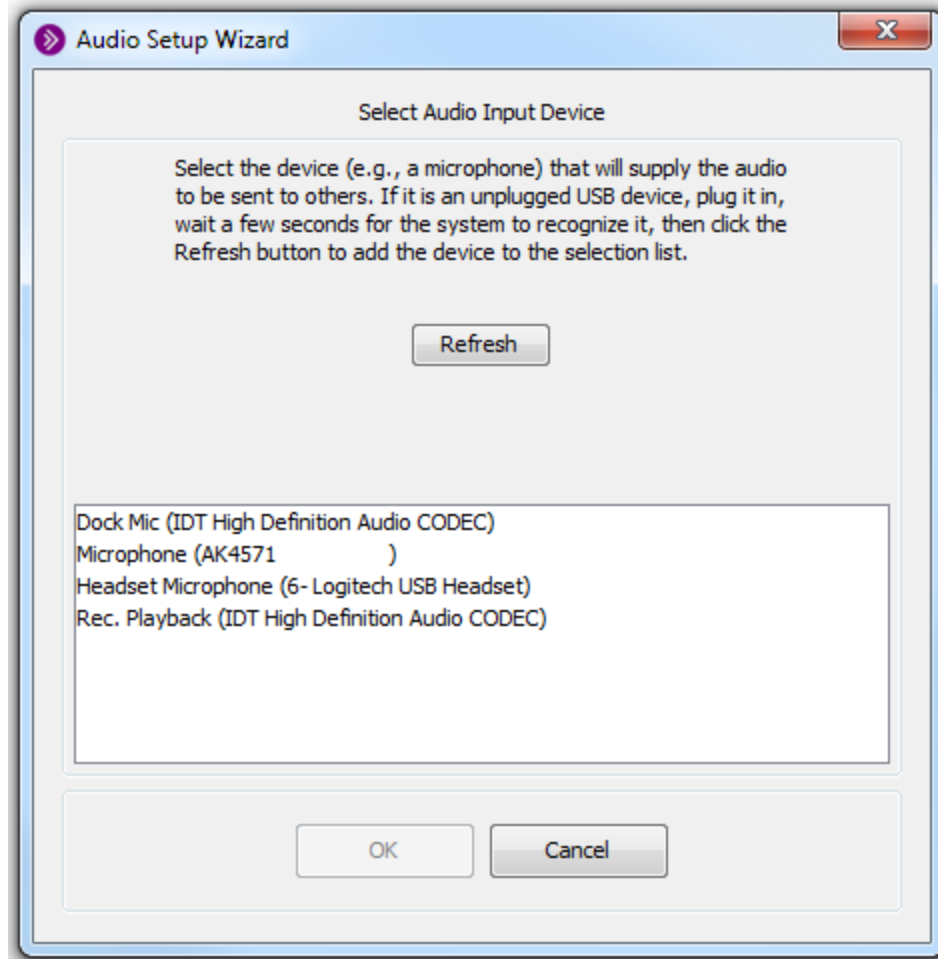 Audio Setup Wizard
Select Audio Input Device
Select the device (e.g., a microphone) that will supply the audio
to be sent to others. If it is an unplugged USB device, plug it in,
wait a few seconds for the system to recognize it, then click the
Refresh button to add the device to the selection list.
Refresh
Dock Mic (IDT High Definition Audio CODEC)
Microphone (AK4571 )
Headset Microphone (6- Logitech USB Headset)
Rec. Playback (IDT High Definition Audio CODEC)
OK
Cancel